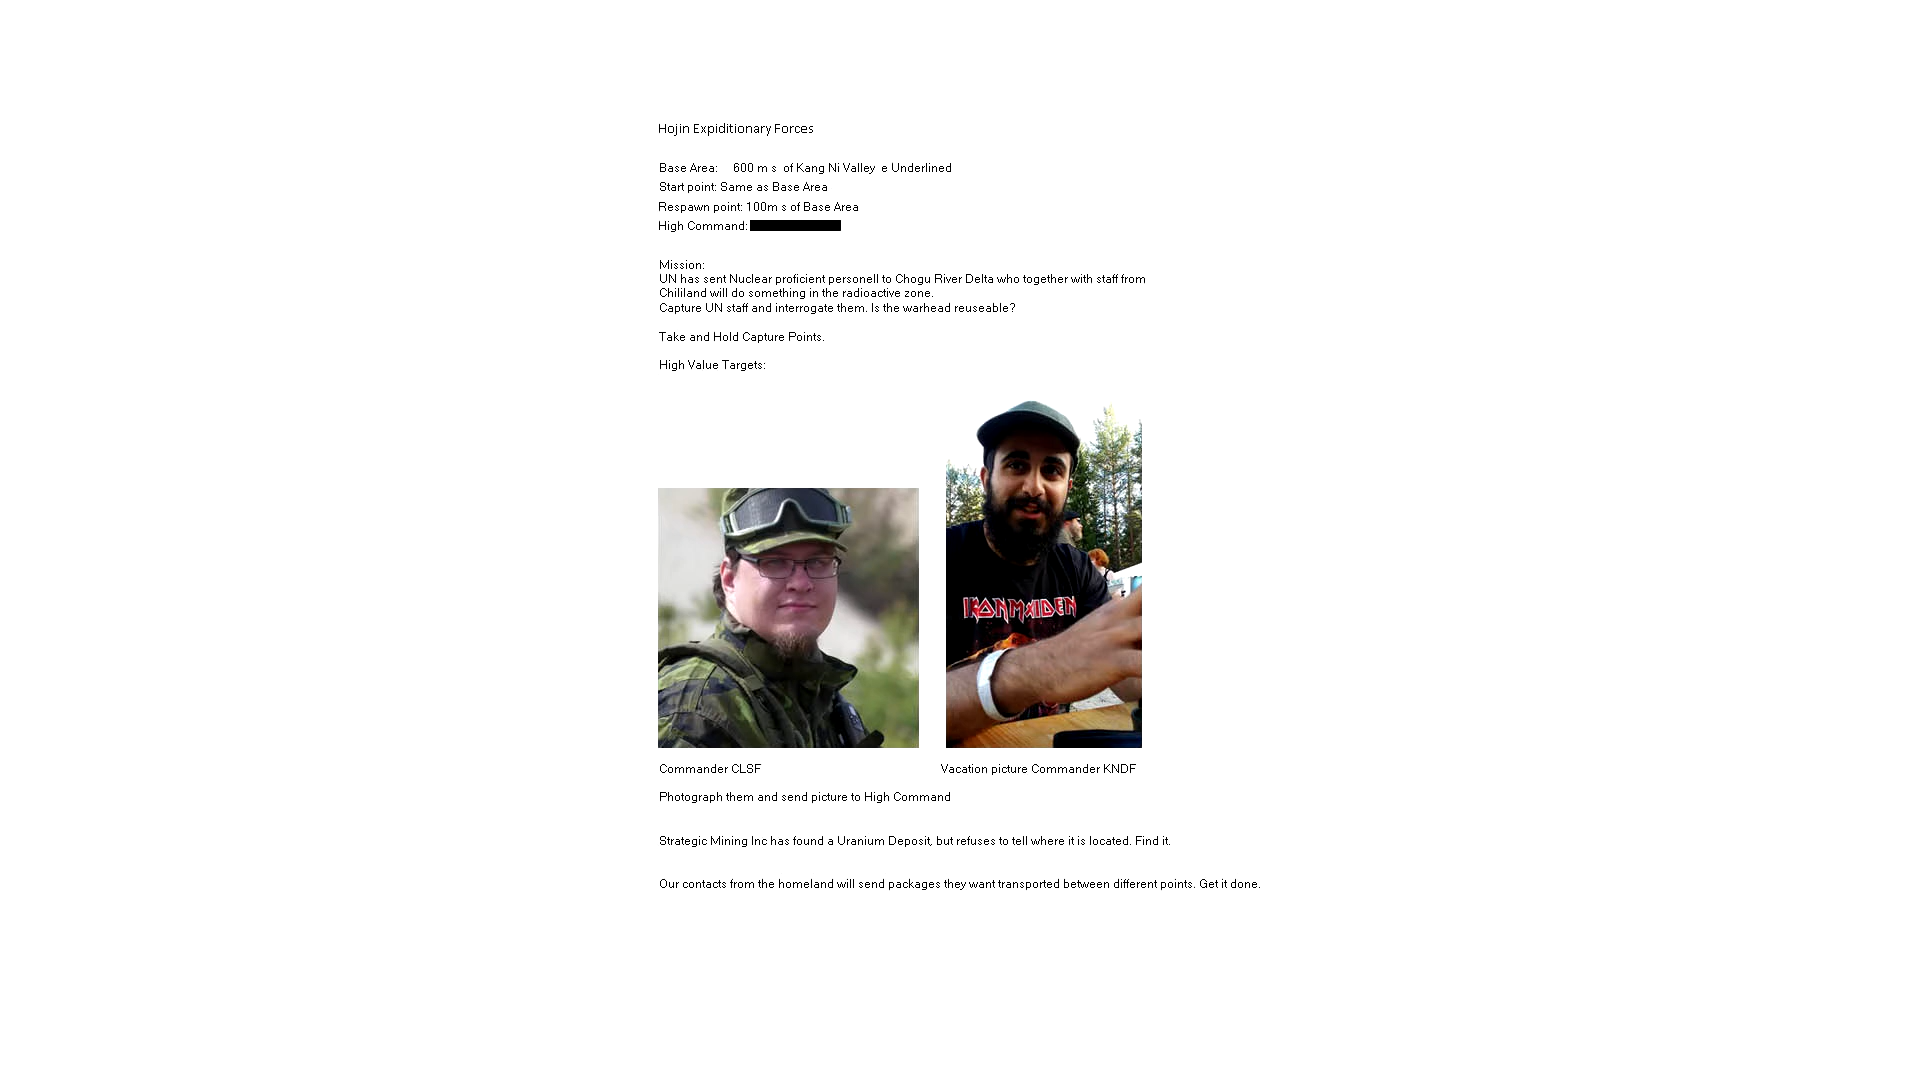 Hojin Expiditionary Forces
Base Area: 600 m s of Kang Ni Valley e Underlined
Start point: Same as Base Area
Respawn point: 100m s of Base Area
High Command:
Mission:
UN has sent Nuclear proficient personell to Chogu River Delta who together with staff from
Chililand will do something in the radioactive zone.
Capture UN staff and interrogate them. Is the warhead reuseable?
Take and Hold Capture Points.
High Value Targets:
IRON MAIDEN
Commander CLSF
Vacation picture Commander KNDF
Photograph them and send picture to High Command
Strategic Mining Inc has found a Uranium Deposit, but refuses to tell where it is located. Find it.
Our contacts from the homeland will send packages they want transported between different points. Get it done.